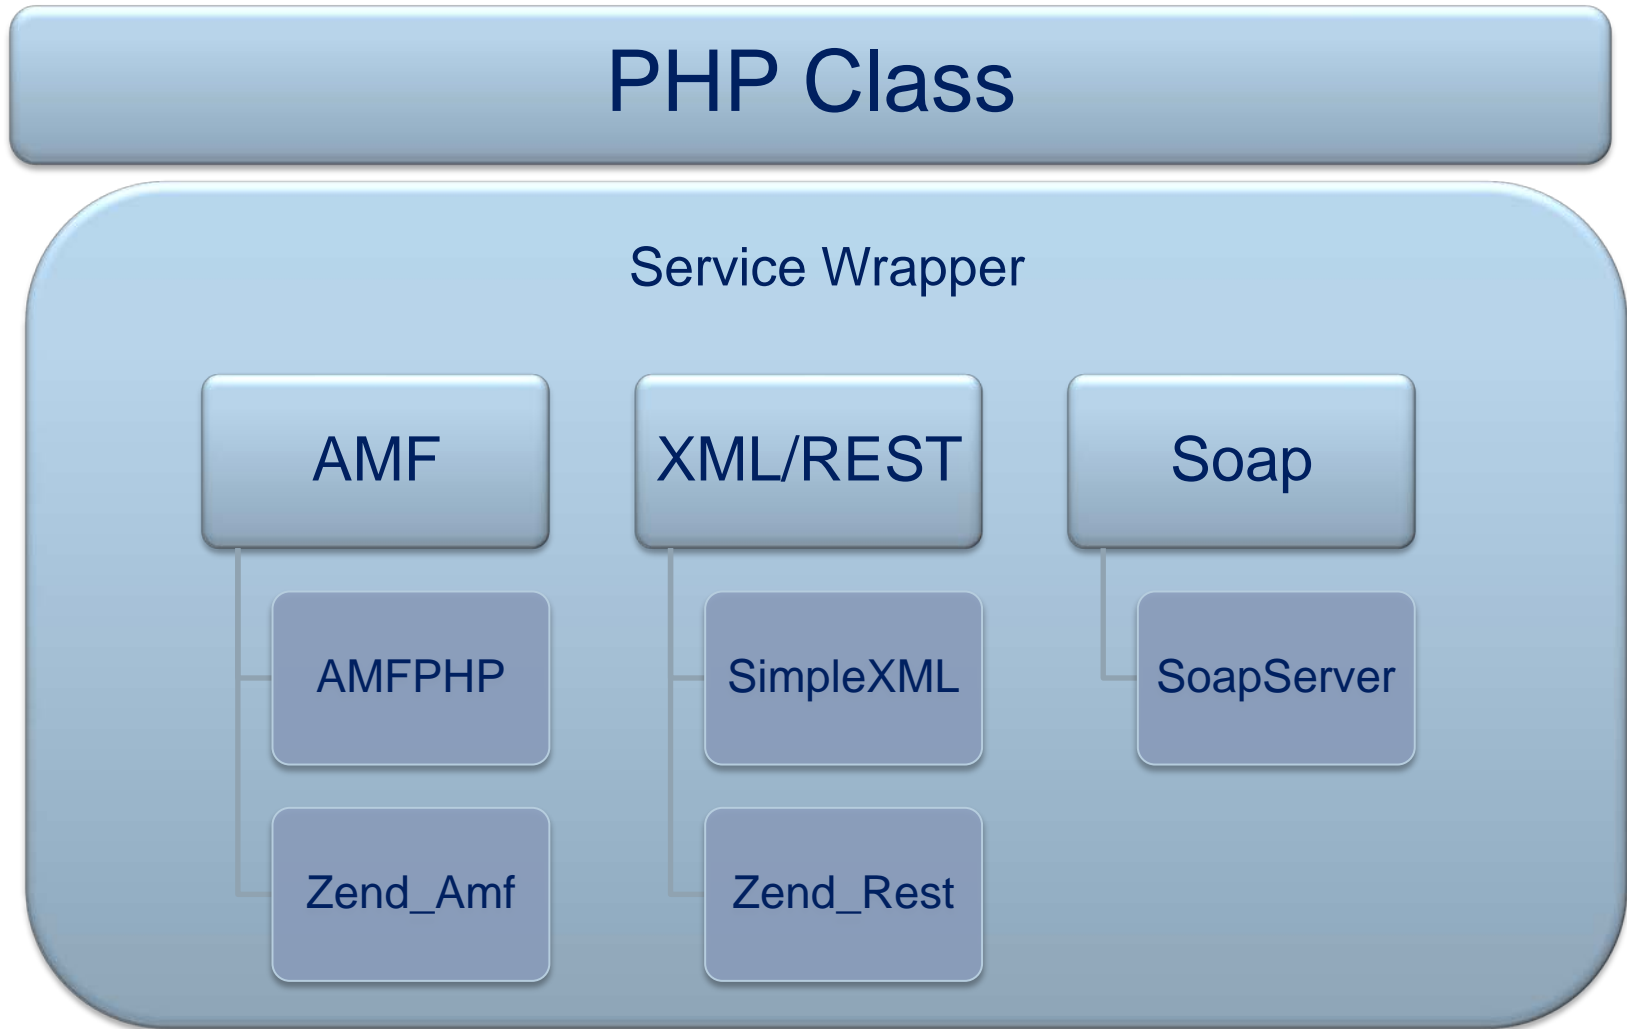 PHP Class
Service Wrapper
AMF
XML/REST
Soap
AMFPHP
SimpleXML
SoapServer
Zend_Amf
Zend_Rest